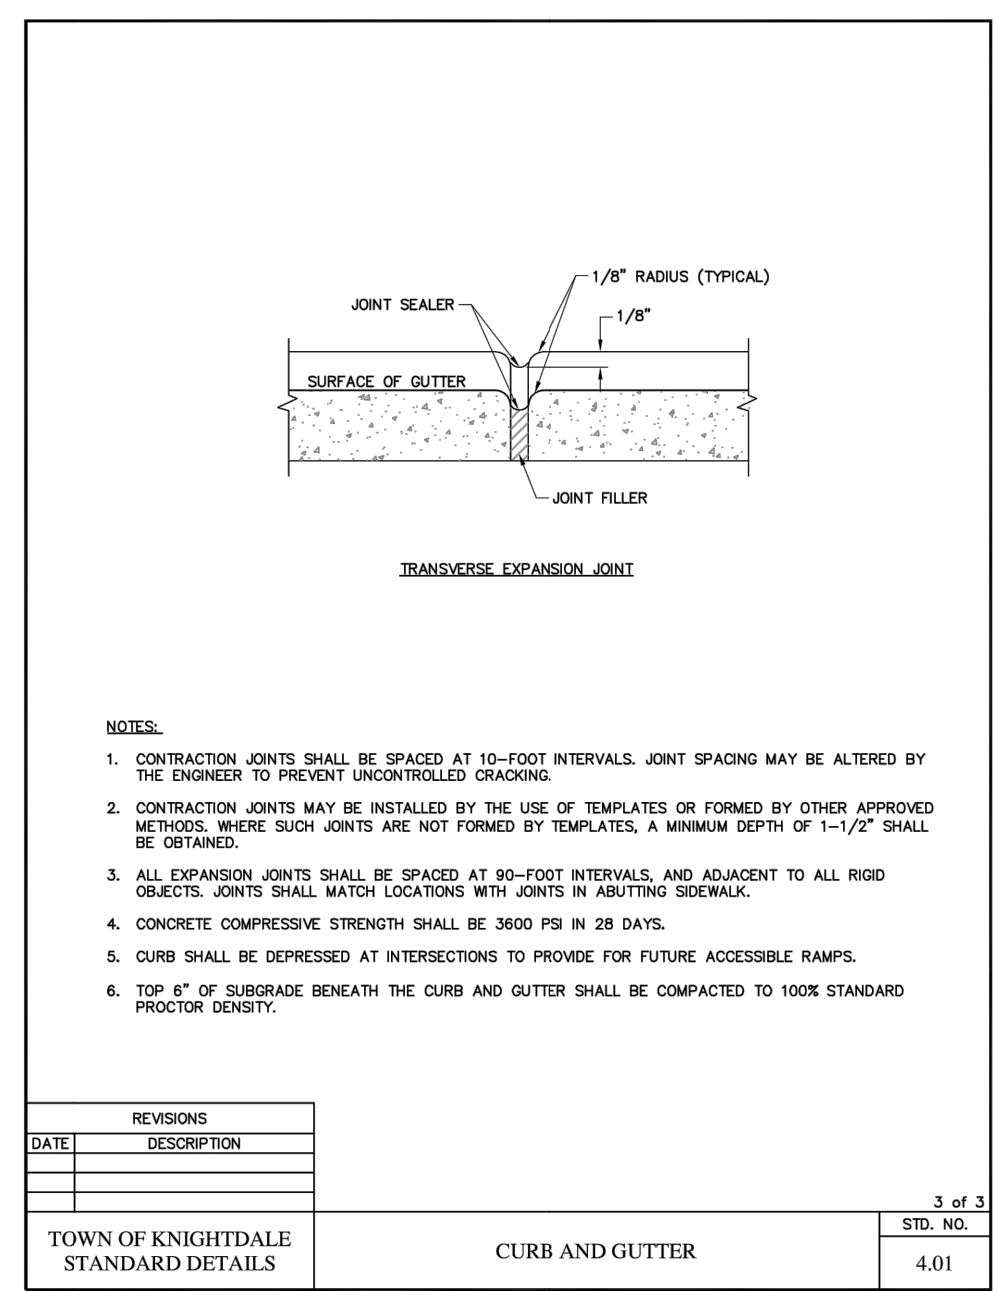 1/8" RADIUS (TYPICAL)
JOINT SEALER
1/8"
SURFACE OF GUTTER
JOINT FILLER
TRANSVERSE EXPANSION JOINT
NOTES:
1. CONTRACTION JOINTS SHALL BE SPACED AT 10-FOOT INTERVALS. JOINT SPACING MAY BE ALTERED BY
THE ENGINEER TO PREVENT UNCONTROLLED CRACKING.
2. CONTRACTION JOINTS MAY BE INSTALLED BY THE USE OF TEMPLATES OR FORMED BY OTHER APPROVED
METHODS. WHERE SUCH JOINTS ARE NOT FORMED BY TEMPLATES, A MINIMUM DEPTH OF 1-1/2" SHALL
BE OBTAINED.
3. ALL EXPANSION JOINTS SHALL BE SPACED AT 90-FOOT INTERVALS, AND ADJACENT TO ALL RIGID
OBJECTS. JOINTS SHALL MATCH LOCATIONS WITH JOINTS IN ABUTTING SIDEWALK.
4. CONCRETE COMPRESSIVE STRENGTH SHALL BE 3600 PSI IN 28 DAYS.
5. CURB SHALL BE DEPRESSED AT INTERSECTIONS TO PROVIDE FOR FUTURE ACCESSIBLE RAMPS.
6. TOP 6" OF SUBGRADE BENEATH THE CURB AND GUTTER SHALL BE COMPACTED TO 100% STANDARD
PROCTOR DENSITY.
REVISIONS
DATE DESCRIPTION
3 of 3
TOWN OF KNIGHTDALE
STANDARD DETAILS
CURB AND GUTTER
STD. NO.
4.01